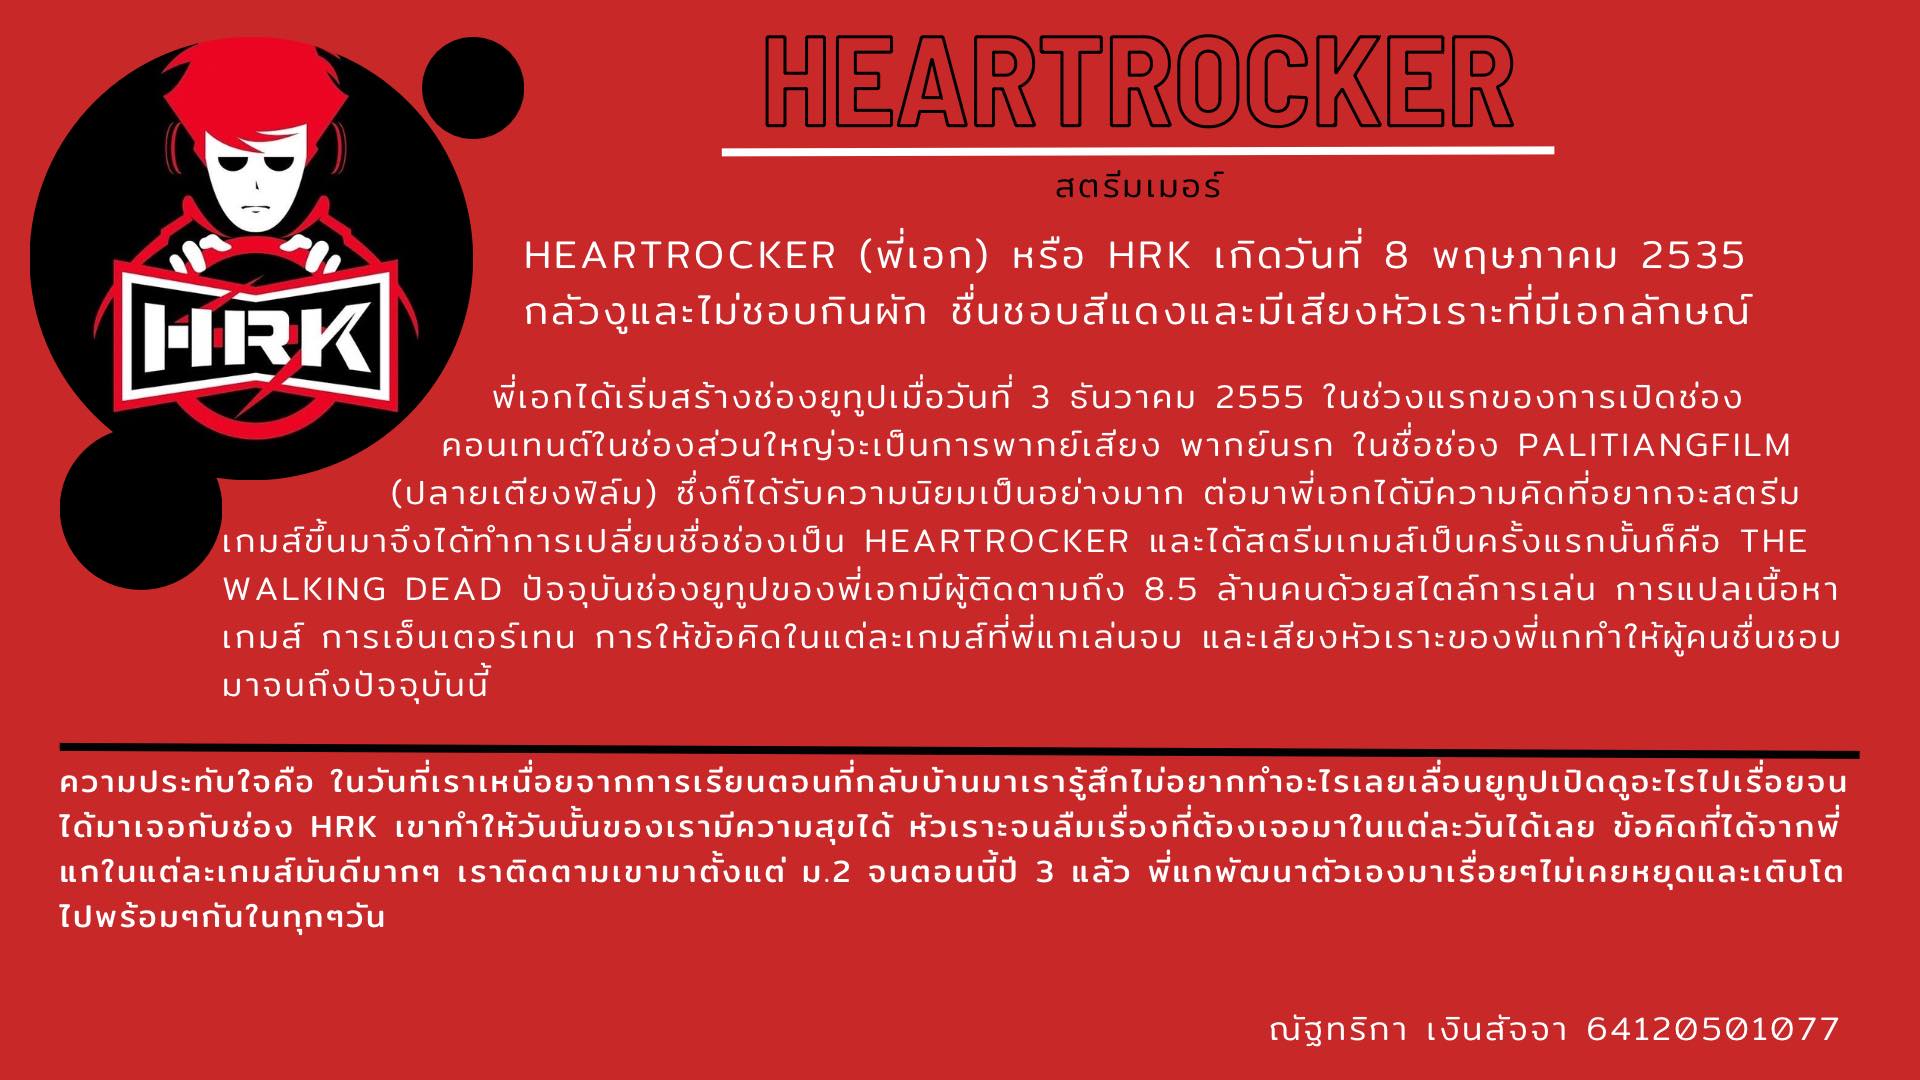 HEARTROCKER
HRK
สตรีมเมอร์
HEARTROCKER (พี่เอก) หรือ HRK เกิดวันที่ 8 พฤษภาคม 2535
กลัวงูและไม่ชอบกินผัก ชื่นชอบสีแดงและมีเสียงหัวเราะที่มีเอกลักษณ์
พี่เอกได้เริ่มสร้างช่องยูทูปเมื่อวันที่ 3 ธันวาคม 2555 ในช่วงแรกของการเปิดช่อง
คอนเทนต์ในช่องส่วนใหญ่จะเป็นการพากย์เสียง พากย์นรก ในชื่อช่อง PALITIANGFILM
(ปลายเตียงฟิล์ม) ซึ่งก็ได้รับความนิยมเป็นอย่างมาก ต่อมาพี่เอกได้มีความคิดที่อยากจะสตรีม
เกมส์ขึ้นมาจึงได้ทำการเปลี่ยนชื่อช่องเป็น HEARTROCKER และได้สตรีมเกมส์เป็นครั้งแรกนั้นก็คือ THE
WALKING DEAD ปัจจุบันช่องยูทูปของพี่เอกมีผู้ติดตามถึง 8.5 ล้านคนด้วยสไตล์การเล่น การแปลเนื้อหา
เกมส์ การเอ็นเตอร์เทน การให้ข้อคิดในแต่ละเกมส์ที่พี่แกเล่นจบ และเสียงหัวเราะของพี่แกทำให้ผู้คนชื่นชอบ
มาจนถึงปัจจุบันนี้
ความประทับใจคือ ในวันที่เราเหนื่อยจากการเรียนตอนที่กลับบ้านมาเรารู้สึกไม่อยากทำอะไรเลยเลื่อนยูทูปเปิดดูอะไรไปเรื่อยจน
ได้มาเจอกับช่อง HRK เขาทำให้วันนั้นของเรามีความสุขได้ หัวเราะจนลืมเรื่องที่ต้องเจอมาในแต่ละวันได้เลย ข้อคิดที่ได้จากพี่
แกในแต่ละเกมส์มันดีมากๆ เราติดตามเขามาตั้งแต่ ม.2 จนตอนนี้ปี 3 แล้ว พี่แกพัฒนาตัวเองมาเรื่อยๆไม่เคยหยุดและเติบโต
ไปพร้อมๆกันในทุกๆวัน
ณัฐทริกา เงินสัจจา 64120501077